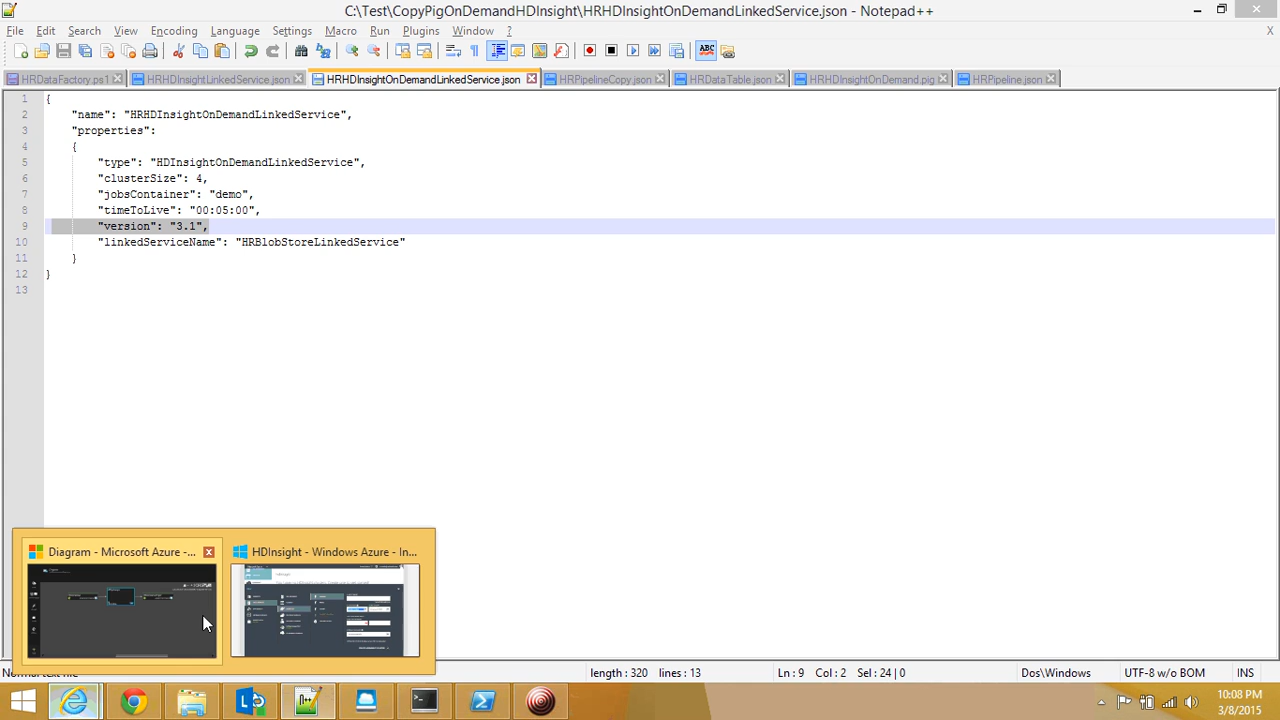 C:\Test\CopyPigOnDemandHDInsight\HRHDInsightOnDemandLinkedService.json - Notepad++
File Edit Search View Encoding Language Settings Macro Run Plugins Window ? X
HRDataFactory.ps1 HRHDInsightLinkedService.json HRHDInsightOnDemandLinkedService.json HRPipelineCopy.json HRDataTable.json HRHDInsightOnDemand.pig HRPipeline.json
1 {
2 "name": "HRHDInsightOnDemandLinkedService",
3 "properties":
4 {
5 "type": "HDInsightOnDemandLinkedService",
6 "clusterSize": 4,
7 "jobsContainer": "demo",
8 "timeToLive": "00:05:00",
9 "version": "3.1",
10 "linkedServiceName": "HRBlobStoreLinkedService"
11 }
12 }
13
Diagram - Microsoft Azure -... HDInsight - Windows Azure - In...
Normal text file length : 320 lines : 13 Ln : 9 Col : 2 Sel : 24 | 0 Dos\Windows UTF-8 w/o BOM INS
10:08 PM
3/8/2015